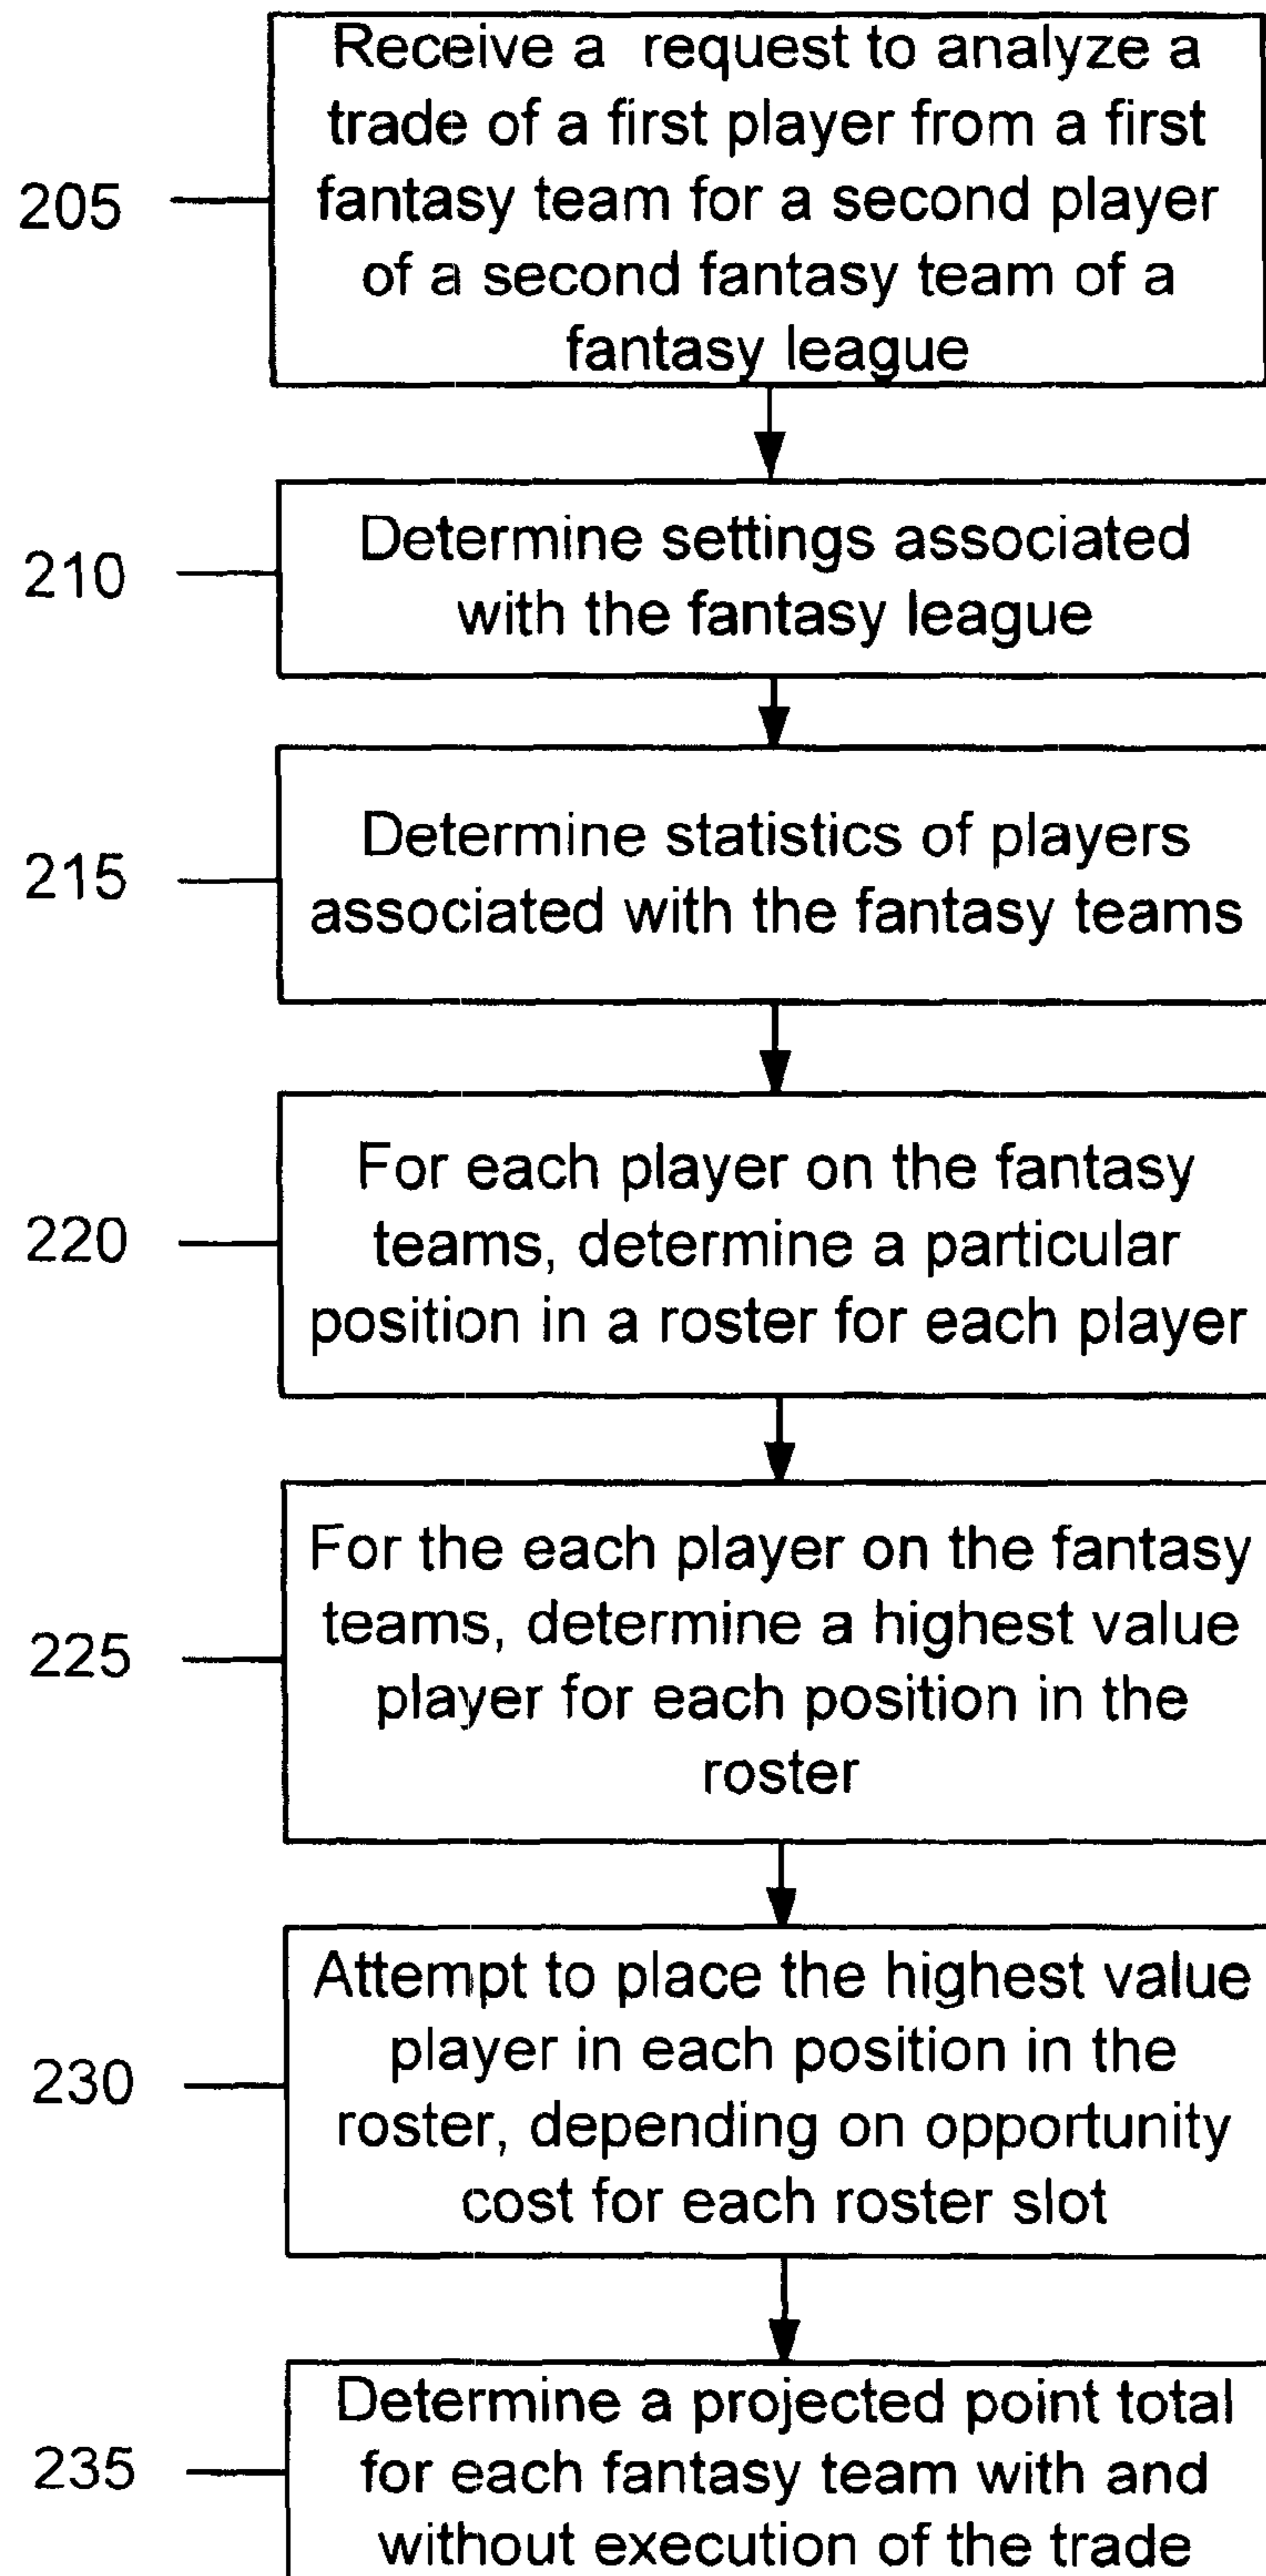 Receive a request to analyze a
trade of a first player from a first
205
fantasy team for a second player
of a second fantasy team of a
fantasy league
Determine settings associated
210
with the fantasy league
Determine statistics of players
215
associated with the fantasy teams
For each player on the fantasy
220
teams, determine a particular
position in a roster for each player
For the each player on the fantasy
teams, determine a highest value
225
player for each position in the
roster
Attempt to place the highest value
player in each position in the
230
roster, depending on opportunity
cost for each roster slot
Determine a projected point total
235
for each fantasy team with and
without execution of the trade